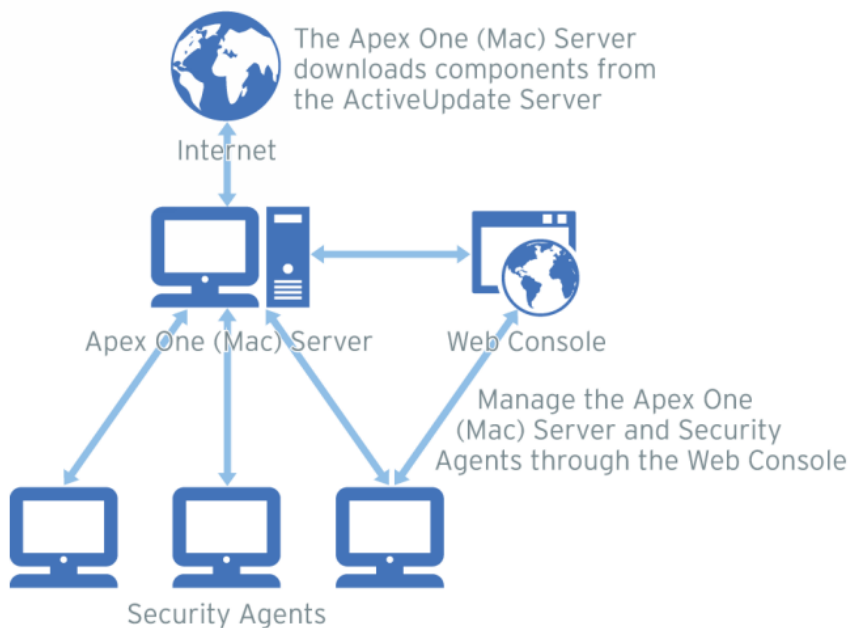 The Apex One (Mac) Server
downloads components from
the ActiveUpdate Server
Internet
Apex One (Mac) Server
Web Console
Manage the Apex One
(Mac) Server and Security
Agents through the Web Console
Security Agents